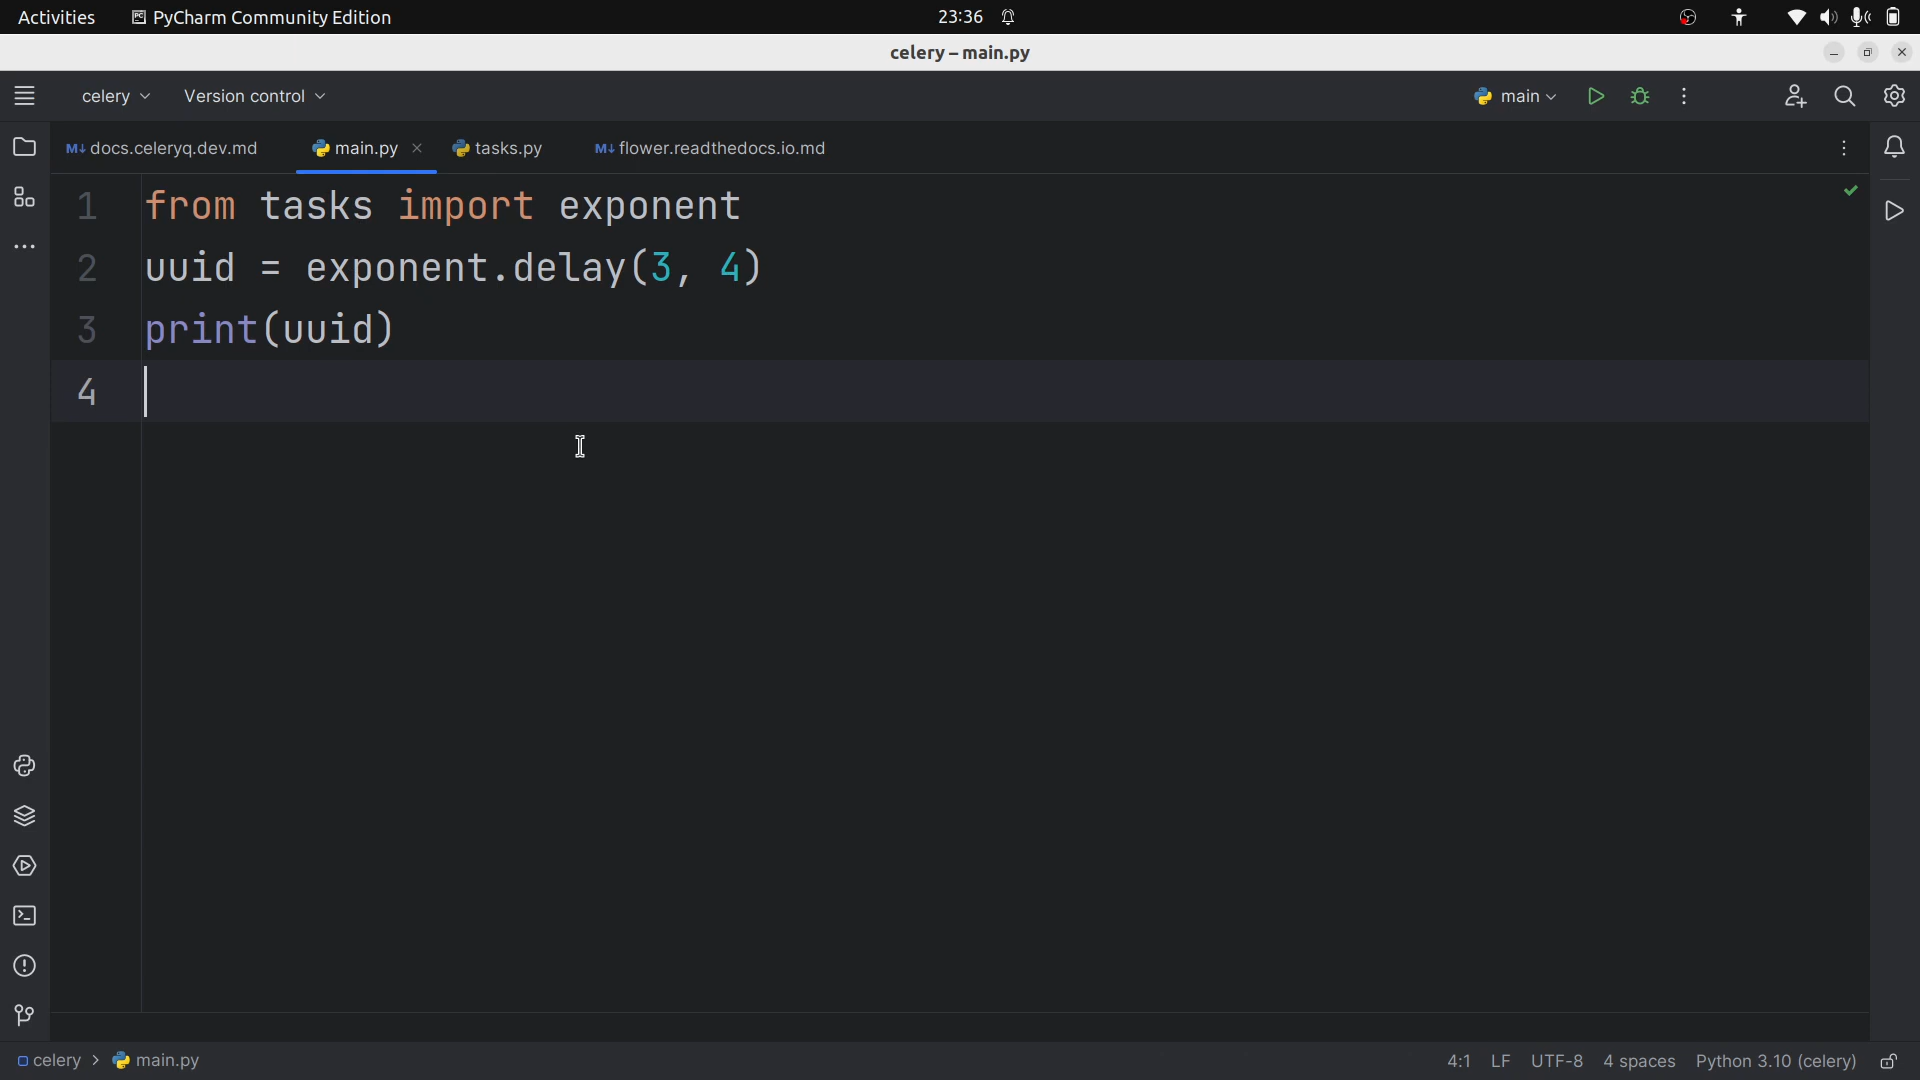 Activities PyCharm Community Edition 23:36
celery – main.py
celery Version control main
docs.celeryq.dev.md main.py tasks.py flower.readthedocs.io.md
1 from tasks import exponent
2 uuid = exponent.delay(3, 4)
3 print(uuid)
4
celery > main.py 4:1 LF UTF-8 4 spaces Python 3.10 (celery)